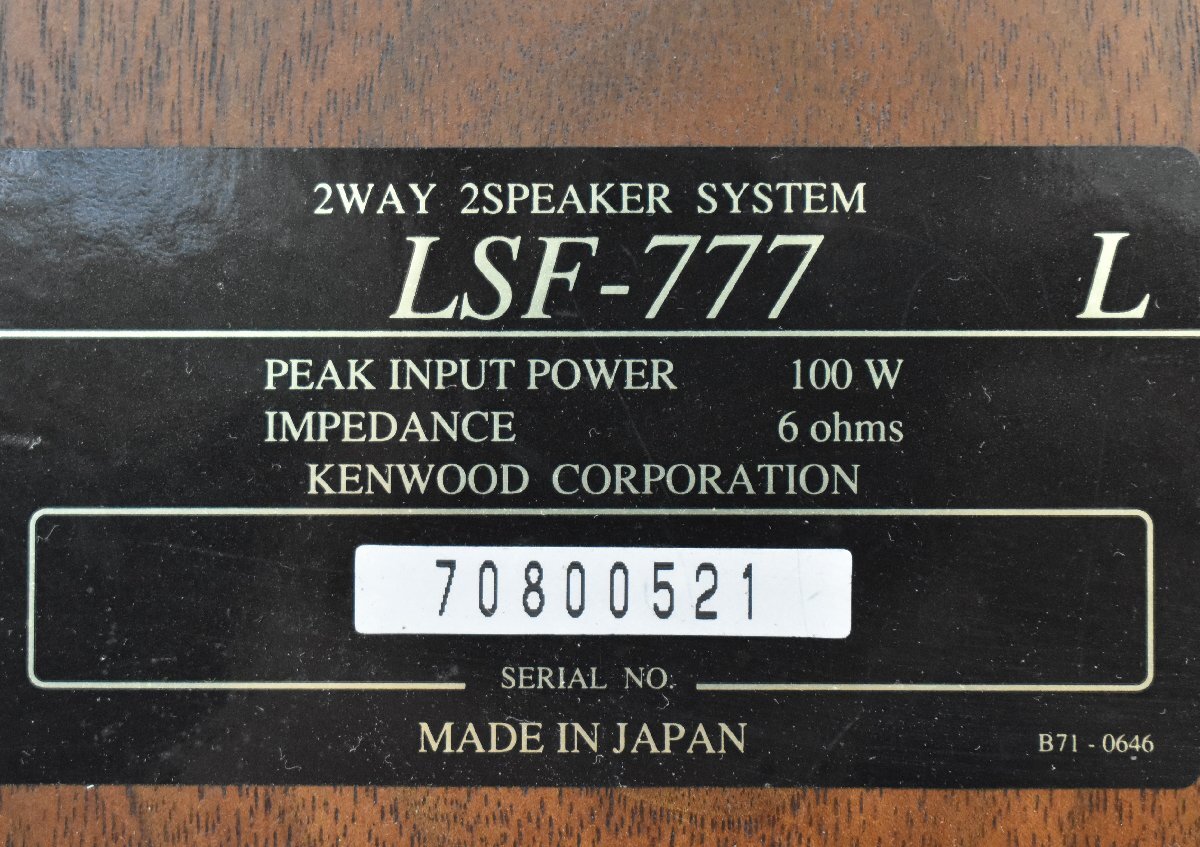 2WAY 2SPEAKER SYSTEM
LSF-777 L
PEAK INPUT POWER 100 W
IMPEDANCE 6 ohms
KENWOOD CORPORATION
70800521
SERIAL NO.
MADE IN JAPAN
B71 - 0646